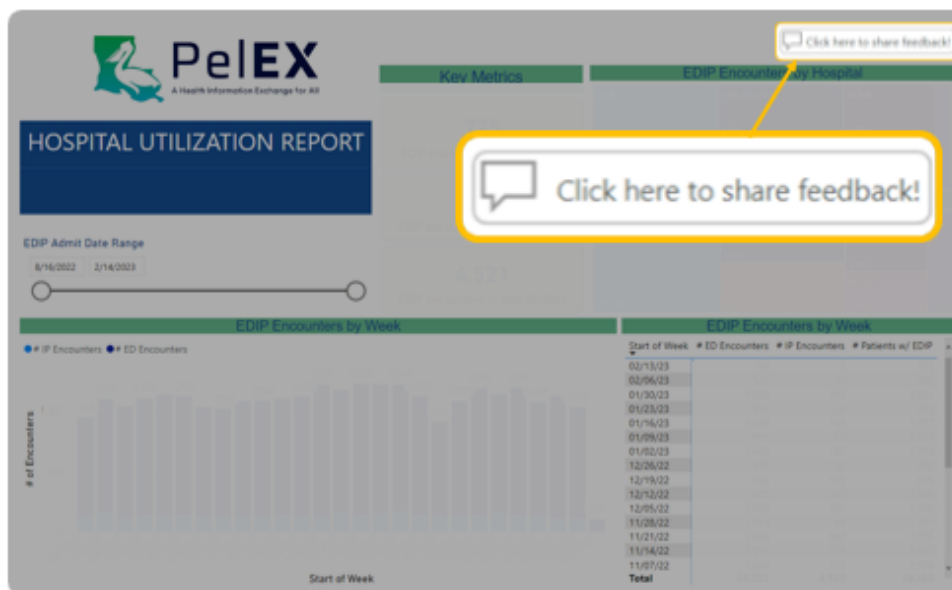 Click here to share feedback!
PelEX
A Health Information Exchange for All
Key Metrics
EDIP Encounters by Hospital
HOSPITAL UTILIZATION REPORT
Click here to share feedback!
EDIP Admit Date Range
8/16/2022 2/14/2023
EDIP Encounters by Week
# IP Encounters # ED Encounters
# of Encounters
Start of Week
EDIP Encounters by Week
Start of Week # ED Encounters # IP Encounters # Patients w/ EDIP
02/13/23
02/06/23
01/30/23
01/23/23
01/16/23
01/09/23
01/02/23
12/26/22
12/19/22
12/12/22
12/05/22
11/28/22
11/21/22
11/14/22
11/07/22
Total